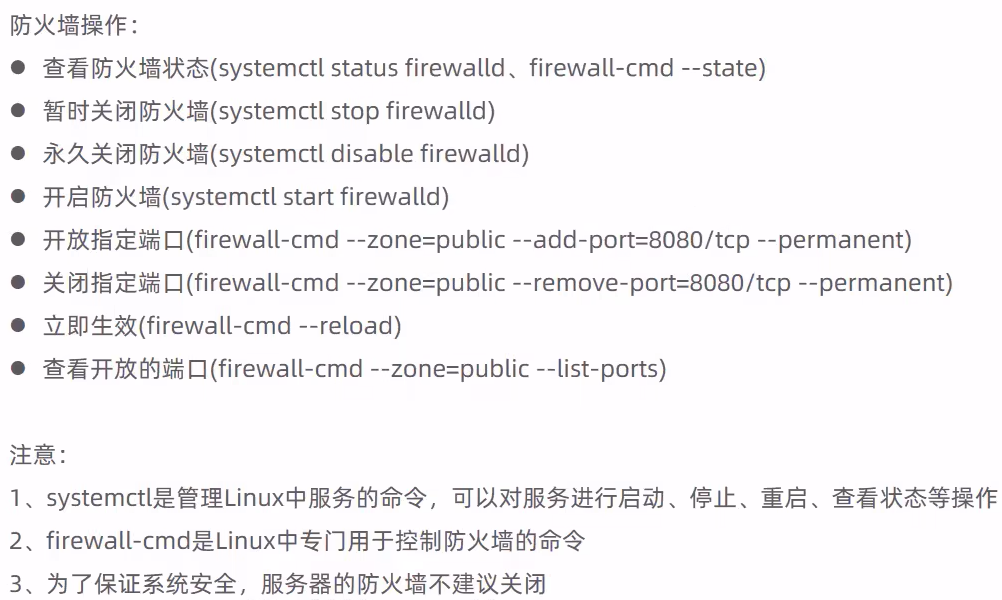 防火墙操作：
● 查看防火墙状态(systemctl status firewalld、firewall-cmd --state)
● 暂时关闭防火墙(systemctl stop firewalld)
● 永久关闭防火墙(systemctl disable firewalld)
● 开启防火墙(systemctl start firewalld)
● 开放指定端口(firewall-cmd --zone=public --add-port=8080/tcp --permanent)
● 关闭指定端口(firewall-cmd --zone=public --remove-port=8080/tcp --permanent)
● 立即生效(firewall-cmd --reload)
● 查看开放的端口(firewall-cmd --zone=public --list-ports)
注意：
1、systemctl是管理Linux中服务的命令，可以对服务进行启动、停止、重启、查看状态等操作
2、firewall-cmd是Linux中专门用于控制防火墙的命令
3、为了保证系统安全，服务器的防火墙不建议关闭